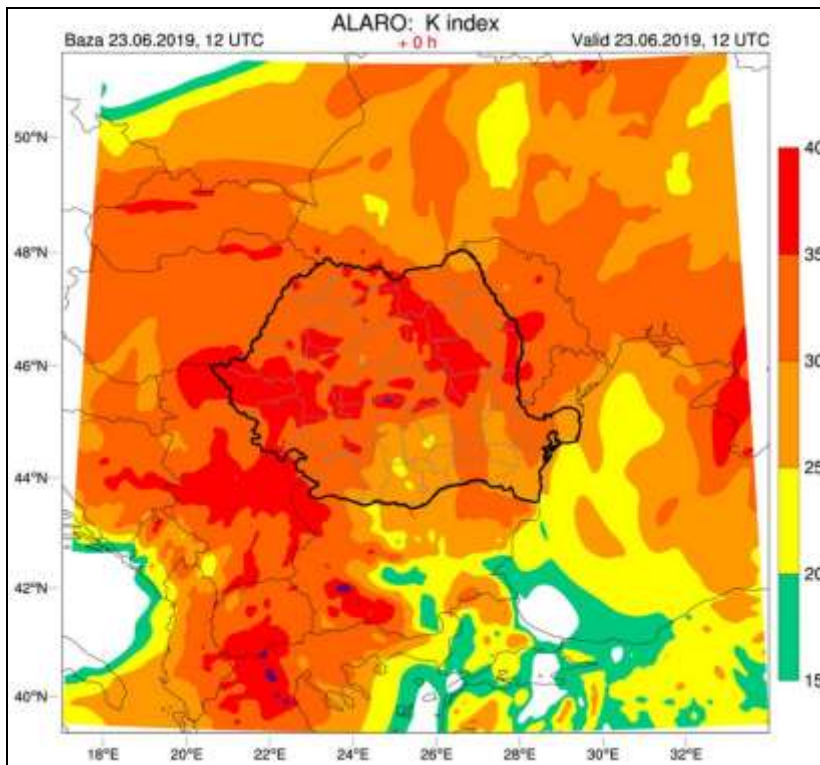 ALARO: K index
Baza 23.06.2019, 12 UTC
+ 0 h
Valid 23.06.2019, 12 UTC
50°N
48°N
46°N
44°N
42°N
40°N
18°E
20°E
22°E
24°E
26°E
28°E
30°E
32°E
40
35
30
25
20
15